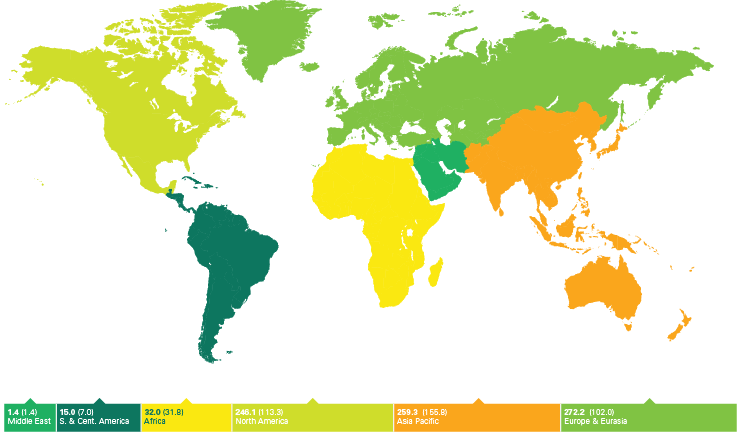 1.4 (1.4)
Middle East
15.0 (7.0)
S. & Cent. America
32.0 (31.8)
Africa
246.1 (113.3)
North America
259.3 (155.8)
Asia Pacific
272.2 (102.0)
Europe & Eurasia